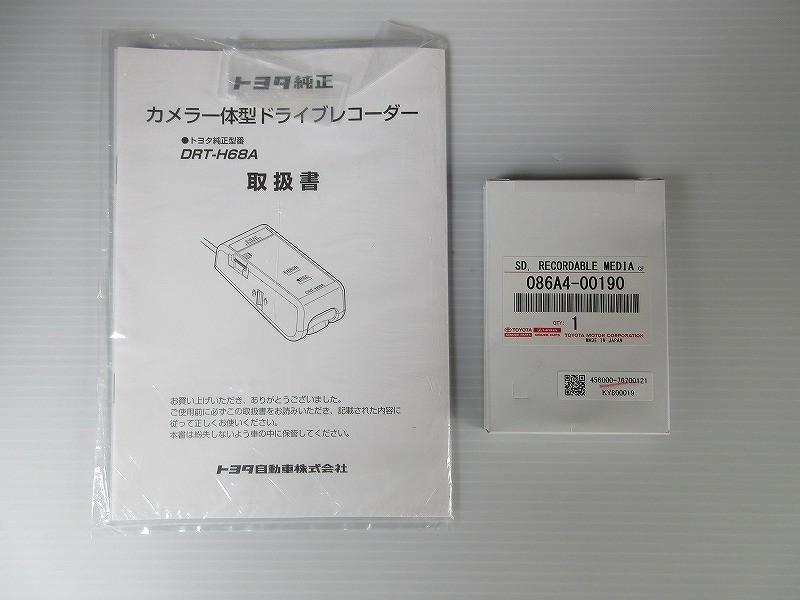 トヨタ純正
カメラ一体型ドライブレコーダー
●トヨタ純正型番
DRT-H68A
取扱書
DRT-H68A
お買い上げいただき、ありがとうございました。
ご使用前に必ずこの取扱書をお読みいただき、記載された内容に
従って正しくお使いください。
本書は紛失しないよう車の中に保管してください。
トヨタ自動車株式会社
SD, RECORDABLE MEDIA CF
086A4-00190
QTY: 1
TOYOTA
TOYOTA MOTOR CORPORATION
MADE IN JAPAN
456000-76700121
KY800019